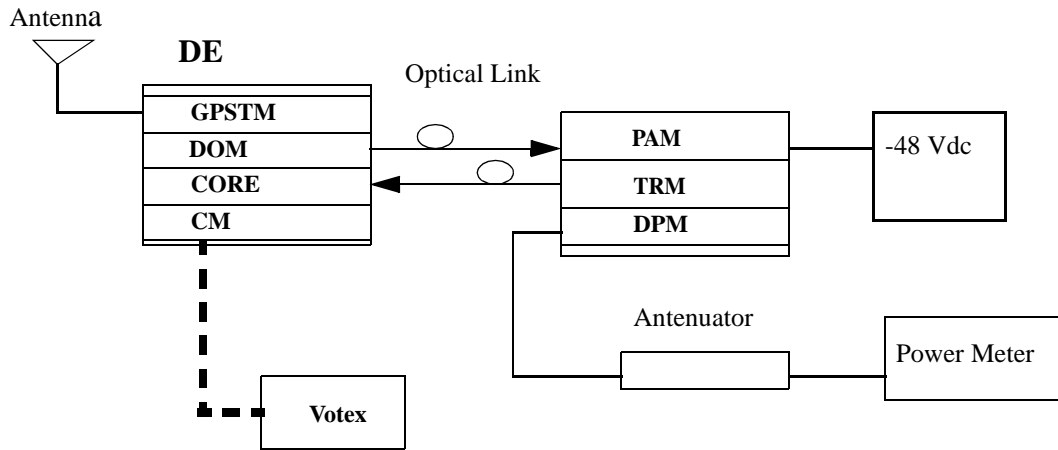 Antenna
DE
Optical Link
GPSTM
DOM
CORE
CM
PAM
TRM
DPM
-48 Vdc
Antenuator
Power Meter
Votex